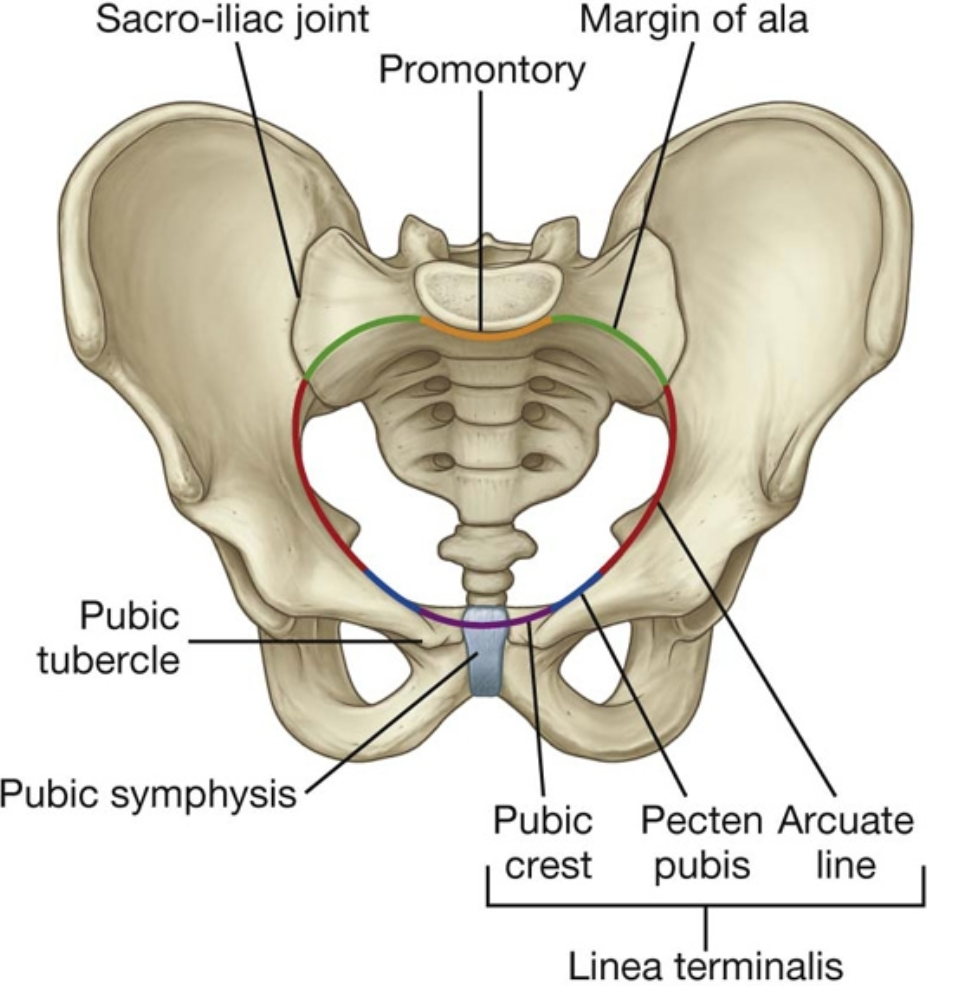 Sacro-iliac joint
Margin of ala
Promontory
Pubic
tubercle
Pubic symphysis
Pubic
crest
Pecten
pubis
Arcuate
line
Linea terminalis